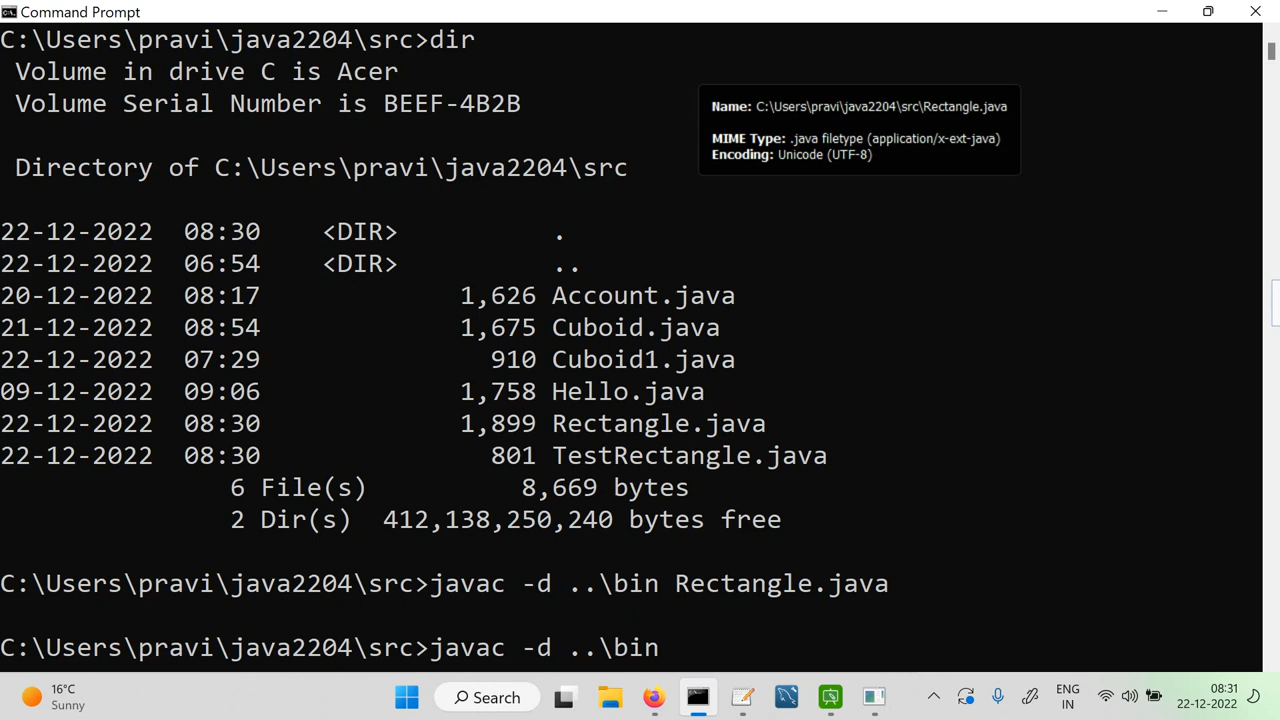 Command Prompt
C:\Users\pravi\java2204\src>dir
Volume in drive C is Acer
Volume Serial Number is BEEF-4B2B
Name: C:\Users\pravi\java2204\src\Rectangle.java
MIME Type: .java filetype (application/x-ext-java)
Encoding: Unicode (UTF-8)
Directory of C:\Users\pravi\java2204\src
22-12-2022 08:30 <DIR> .
22-12-2022 06:54 <DIR> ..
20-12-2022 08:17 1,626 Account.java
21-12-2022 08:54 1,675 Cuboid.java
22-12-2022 07:29 910 Cuboid1.java
09-12-2022 09:06 1,758 Hello.java
22-12-2022 08:30 1,899 Rectangle.java
22-12-2022 08:30 801 TestRectangle.java
6 File(s) 8,669 bytes
2 Dir(s) 412,138,250,240 bytes free
C:\Users\pravi\java2204\src>javac -d ..\bin Rectangle.java
C:\Users\pravi\java2204\src>javac -d ..\bin
16°C
Sunny
Search
ENG
IN
08:31
22-12-2022